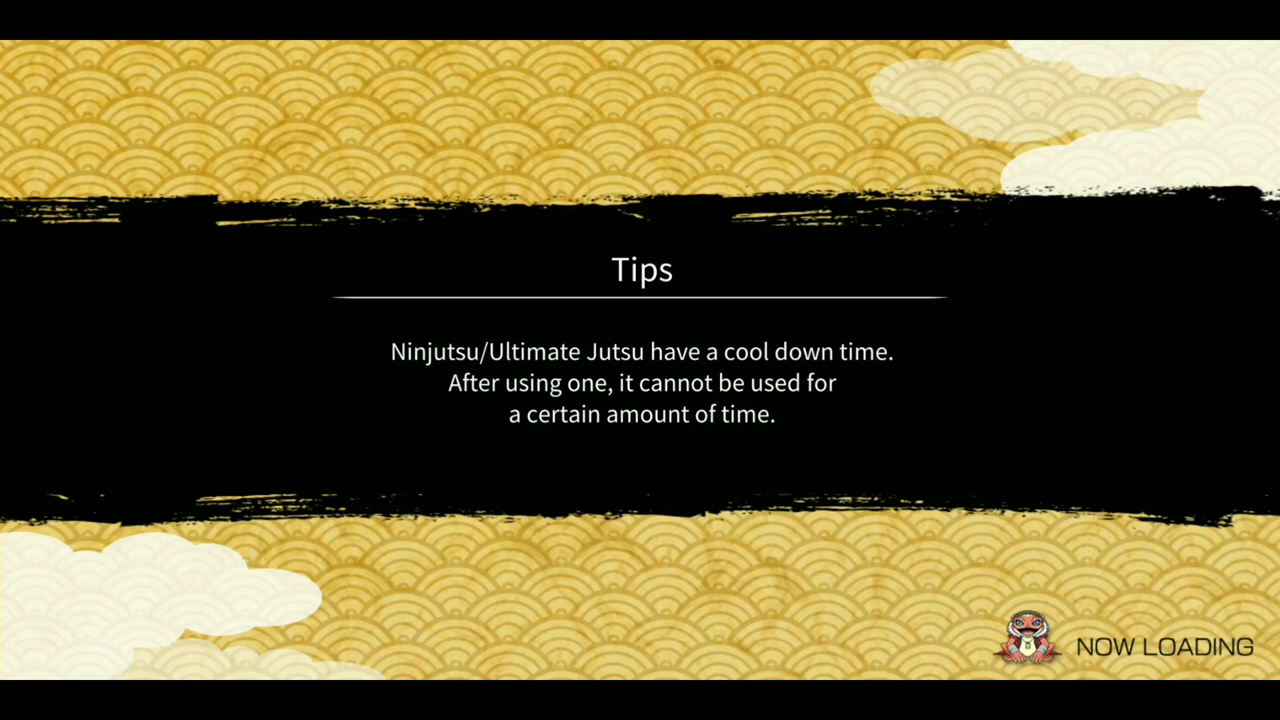 Tips
Ninjutsu/Ultimate Jutsu have a cool down time.
After using one, it cannot be used for
a certain amount of time.
NOW LOADING